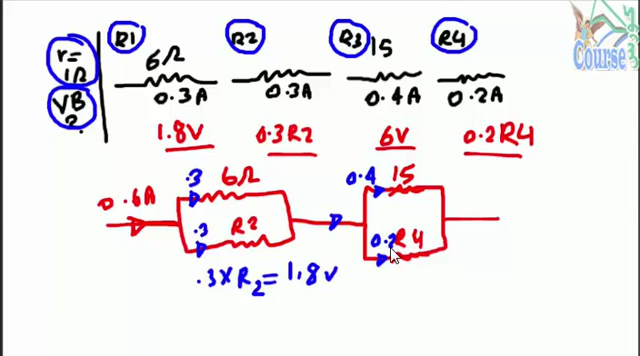 R1 R2 R3 R4
r= 1Ω 6Ω 15
VB ? 0.3A 0.3A 0.4A 0.2A
1.8V 0.3R2 6V 0.2R4
.3 6Ω 0.4 15
0.6A
.3 R2 R4
.3 X R2 = 1.8V
Course